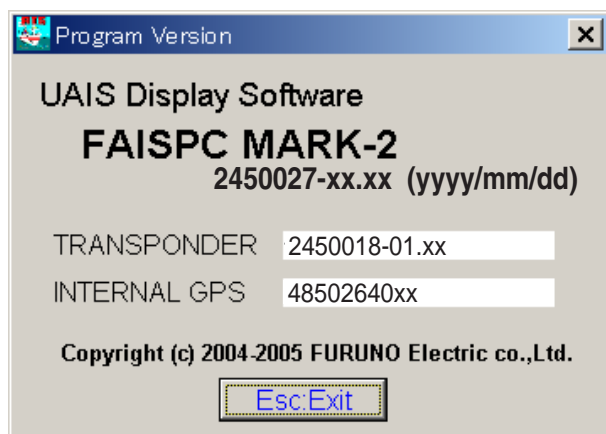 Program Version
UAIS Display Software
FAISPC MARK-2
2450027-xx.xx (yyyy/mm/dd)
TRANSPONDER 2450018-01.xx
INTERNAL GPS 48502640xx
Copyright (c) 2004-2005 FURUNO Electric co.,Ltd.
Esc:Exit